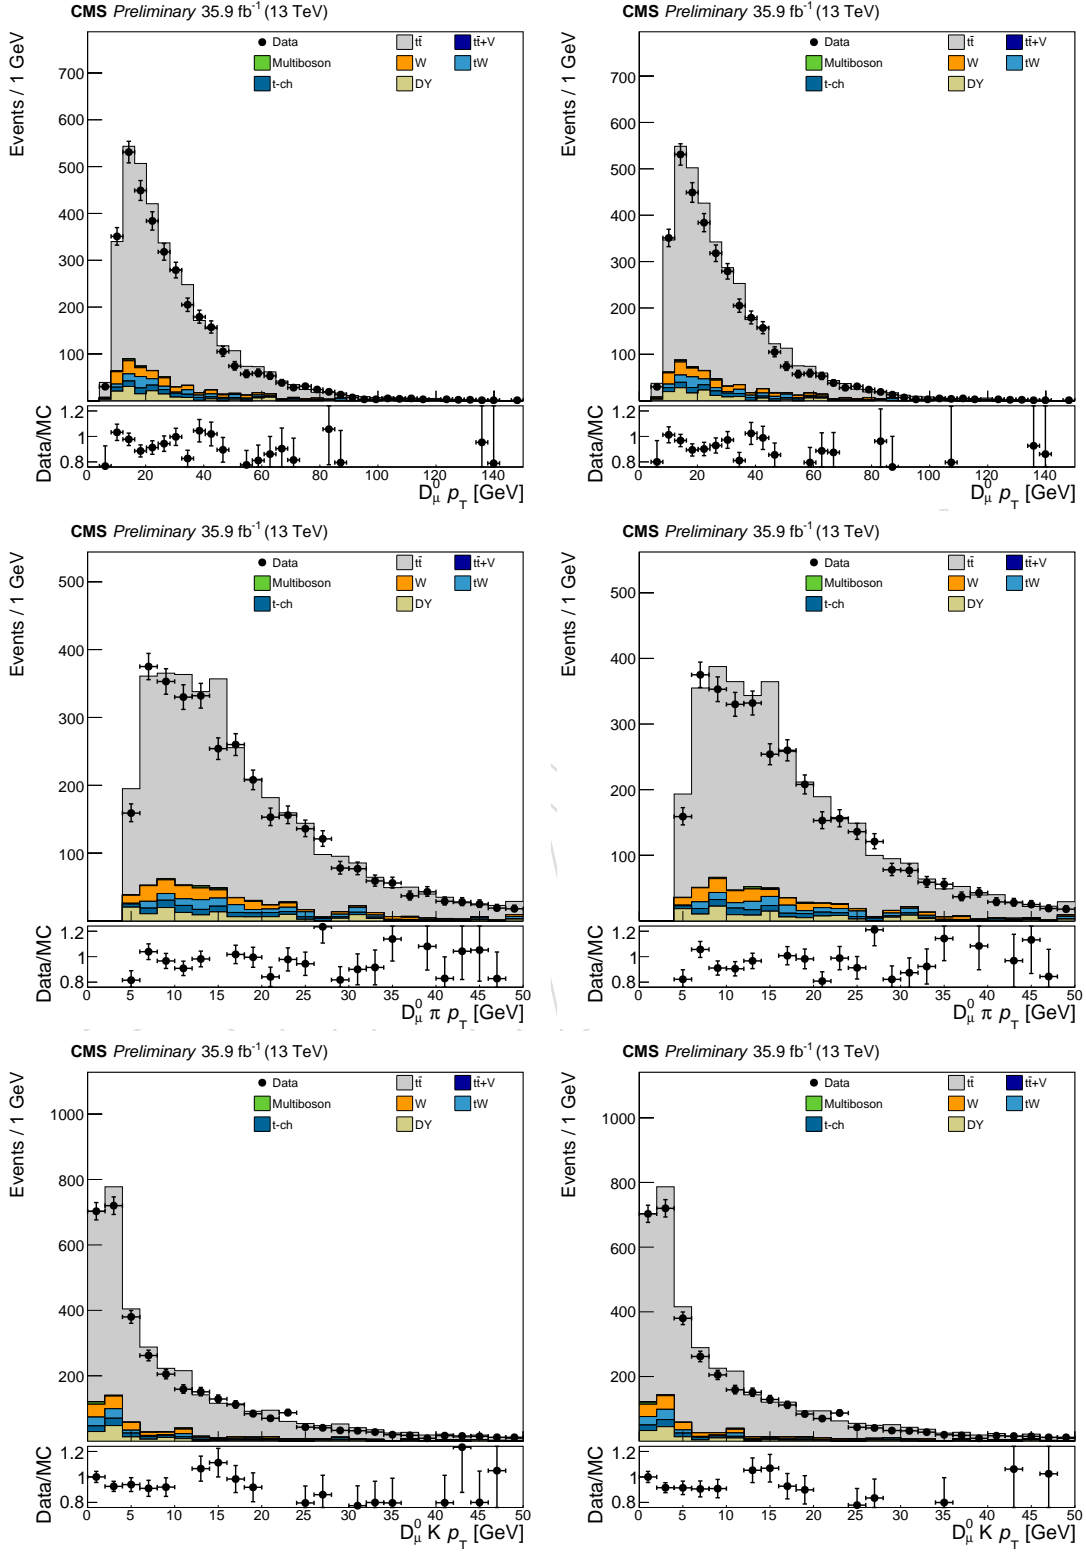 CMS Preliminary 35.9 fb-1 (13 TeV)
Events / 1 GeV
700
600
500
400
300
200
100
Data
Multiboson
t-ch
tt̄
W
DY
tt̄+V
tW
Data/MC
1.2
1
0.8
0 20 40 60 80 100 120 140
D0μ pT [GeV]
CMS Preliminary 35.9 fb-1 (13 TeV)
Events / 1 GeV
700
600
500
400
300
200
100
Data
Multiboson
t-ch
tt̄
W
DY
tt̄+V
tW
Data/MC
1.2
1
0.8
0 20 40 60 80 100 120 140
D0μ pT [GeV]
CMS Preliminary 35.9 fb-1 (13 TeV)
Events / 1 GeV
500
400
300
200
100
Data
Multiboson
t-ch
tt̄
W
DY
tt̄+V
tW
Data/MC
1.2
1
0.8
0 5 10 15 20 25 30 35 40 45 50
D0μ π pT [GeV]
CMS Preliminary 35.9 fb-1 (13 TeV)
Events / 1 GeV
500
400
300
200
100
Data
Multiboson
t-ch
tt̄
W
DY
tt̄+V
tW
Data/MC
1.2
1
0.8
0 5 10 15 20 25 30 35 40 45 50
D0μ π pT [GeV]
CMS Preliminary 35.9 fb-1 (13 TeV)
Events / 1 GeV
1000
800
600
400
200
Data
Multiboson
t-ch
tt̄
W
DY
tt̄+V
tW
Data/MC
1.2
1
0.8
0 5 10 15 20 25 30 35 40 45 50
D0μ K pT [GeV]
CMS Preliminary 35.9 fb-1 (13 TeV)
Events / 1 GeV
1000
800
600
400
200
Data
Multiboson
t-ch
tt̄
W
DY
tt̄+V
tW
Data/MC
1.2
1
0.8
0 5 10 15 20 25 30 35 40 45 50
D0μ K pT [GeV]